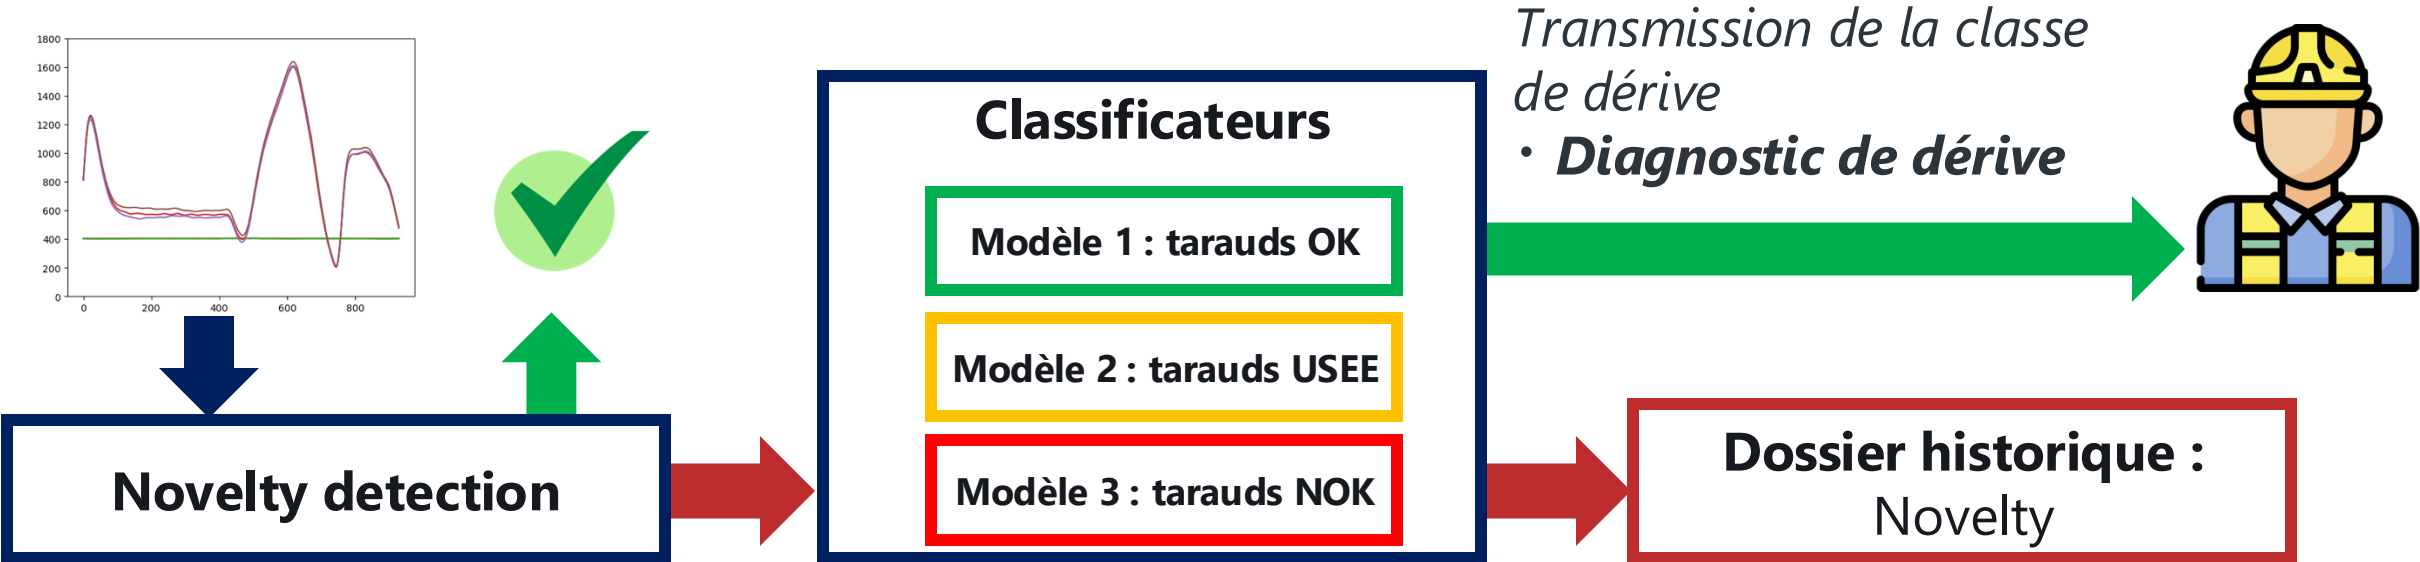 1800
1600
1400
1200
1000
800
600
400
200
0
0 200 400 600 800
Novelty detection
Classificateurs
Modèle 1 : tarauds OK
Modèle 2 : tarauds USEE
Modèle 3 : tarauds NOK
Transmission de la classe
de dérive
• Diagnostic de dérive
Dossier historique :
Novelty